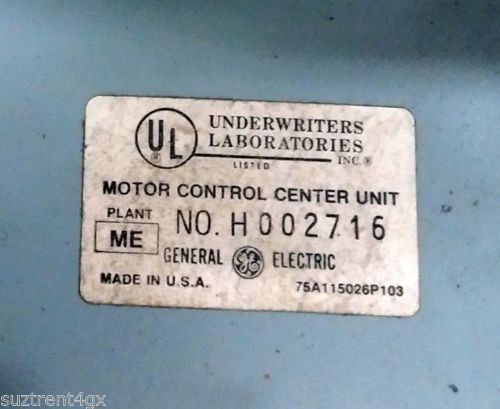 UL
®
UNDERWRITERS
LABORATORIES
INC.®
LISTED
MOTOR CONTROL CENTER UNIT
PLANT
ME
NO. H002716
GENERAL GE ELECTRIC
MADE IN U.S.A.
75A115026P103
suztrent4gx
suztrent4gx